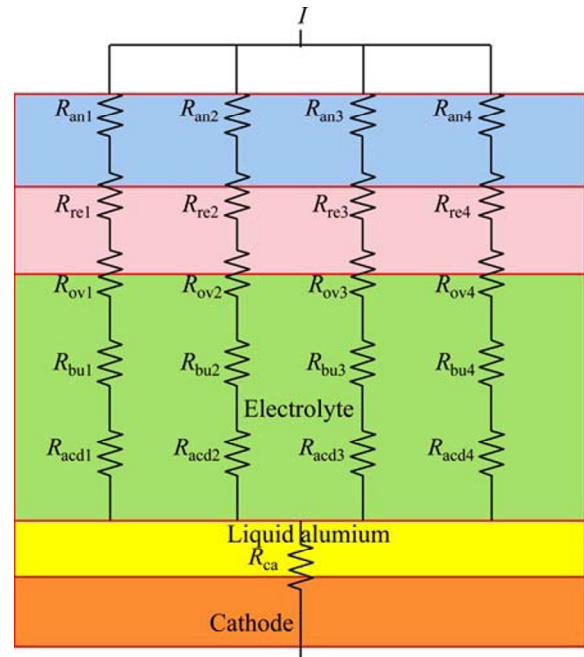 I
Ran1 Ran2 Ran3 Ran4
Rre1 Rre2 Rre3 Rre4
Rov1 Rov2 Rov3 Rov4
Rbu1 Rbu2 Rbu3 Rbu4
Electrolyte
Racd1 Racd2 Racd3 Racd4
Liquid alumium
Rca
Cathode